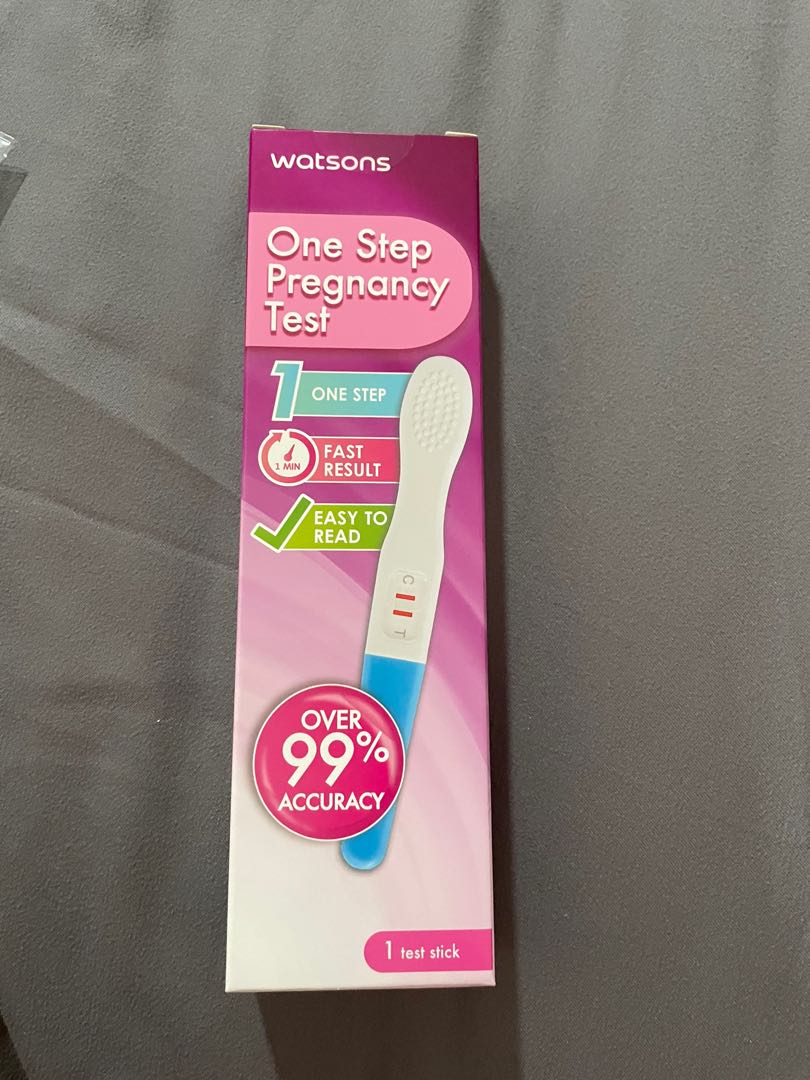 watsons
One Step
Pregnancy
Test
1 ONE STEP
1 MIN
FAST
RESULT
EASY TO
READ
C
T
OVER
99%
ACCURACY
1 test stick